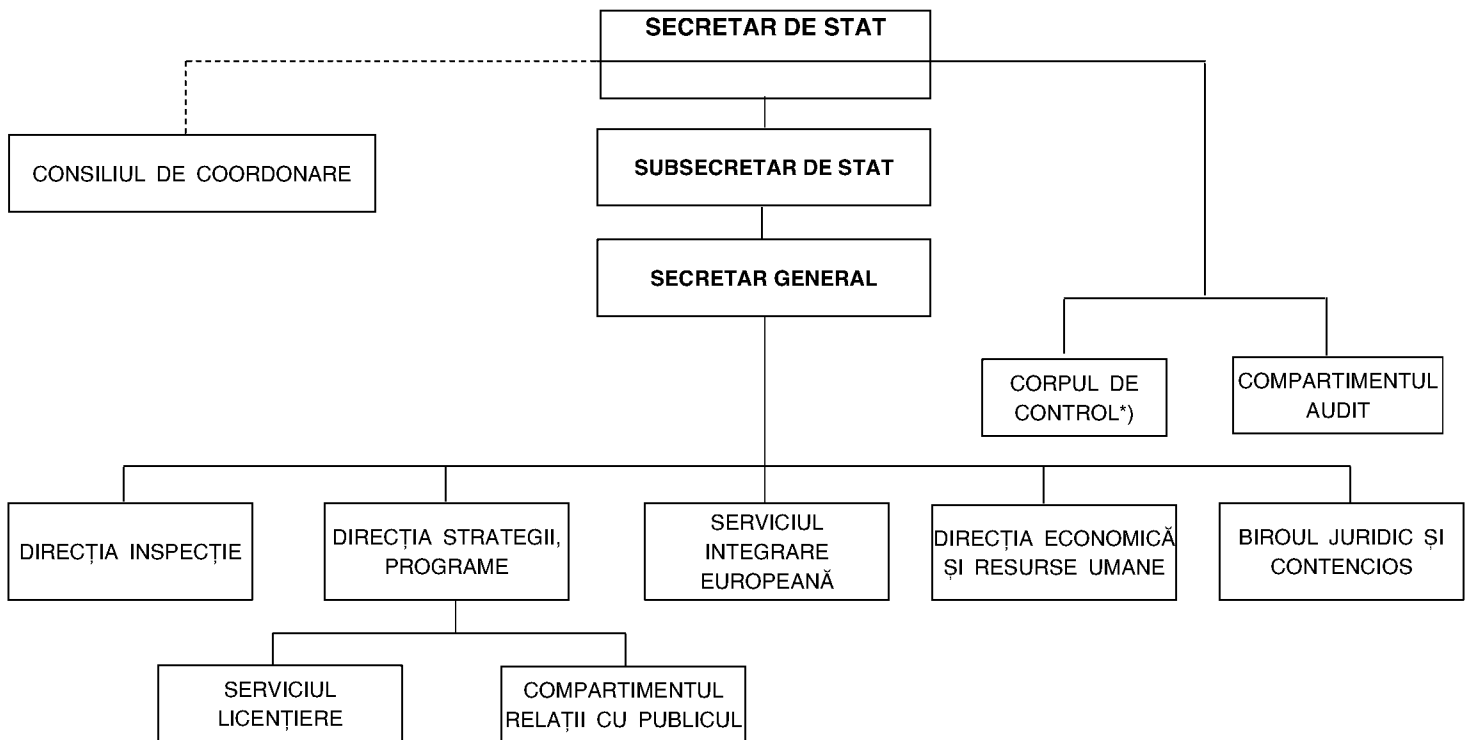 SECRETAR DE STAT
CONSILIUL DE COORDONARE
SUBSECRETAR DE STAT
SECRETAR GENERAL
CORPUL DE
CONTROL*)
COMPARTIMENTUL
AUDIT
DIRECȚIA INSPECȚIE
DIRECȚIA STRATEGII,
PROGRAME
SERVICIUL
INTEGRARE
EUROPEANĂ
DIRECȚIA ECONOMICĂ
ȘI RESURSE UMANE
BIROUL JURIDIC ȘI
CONTENCIOS
SERVICIUL
LICENȚIERE
COMPARTIMENTUL
RELAȚII CU PUBLICUL